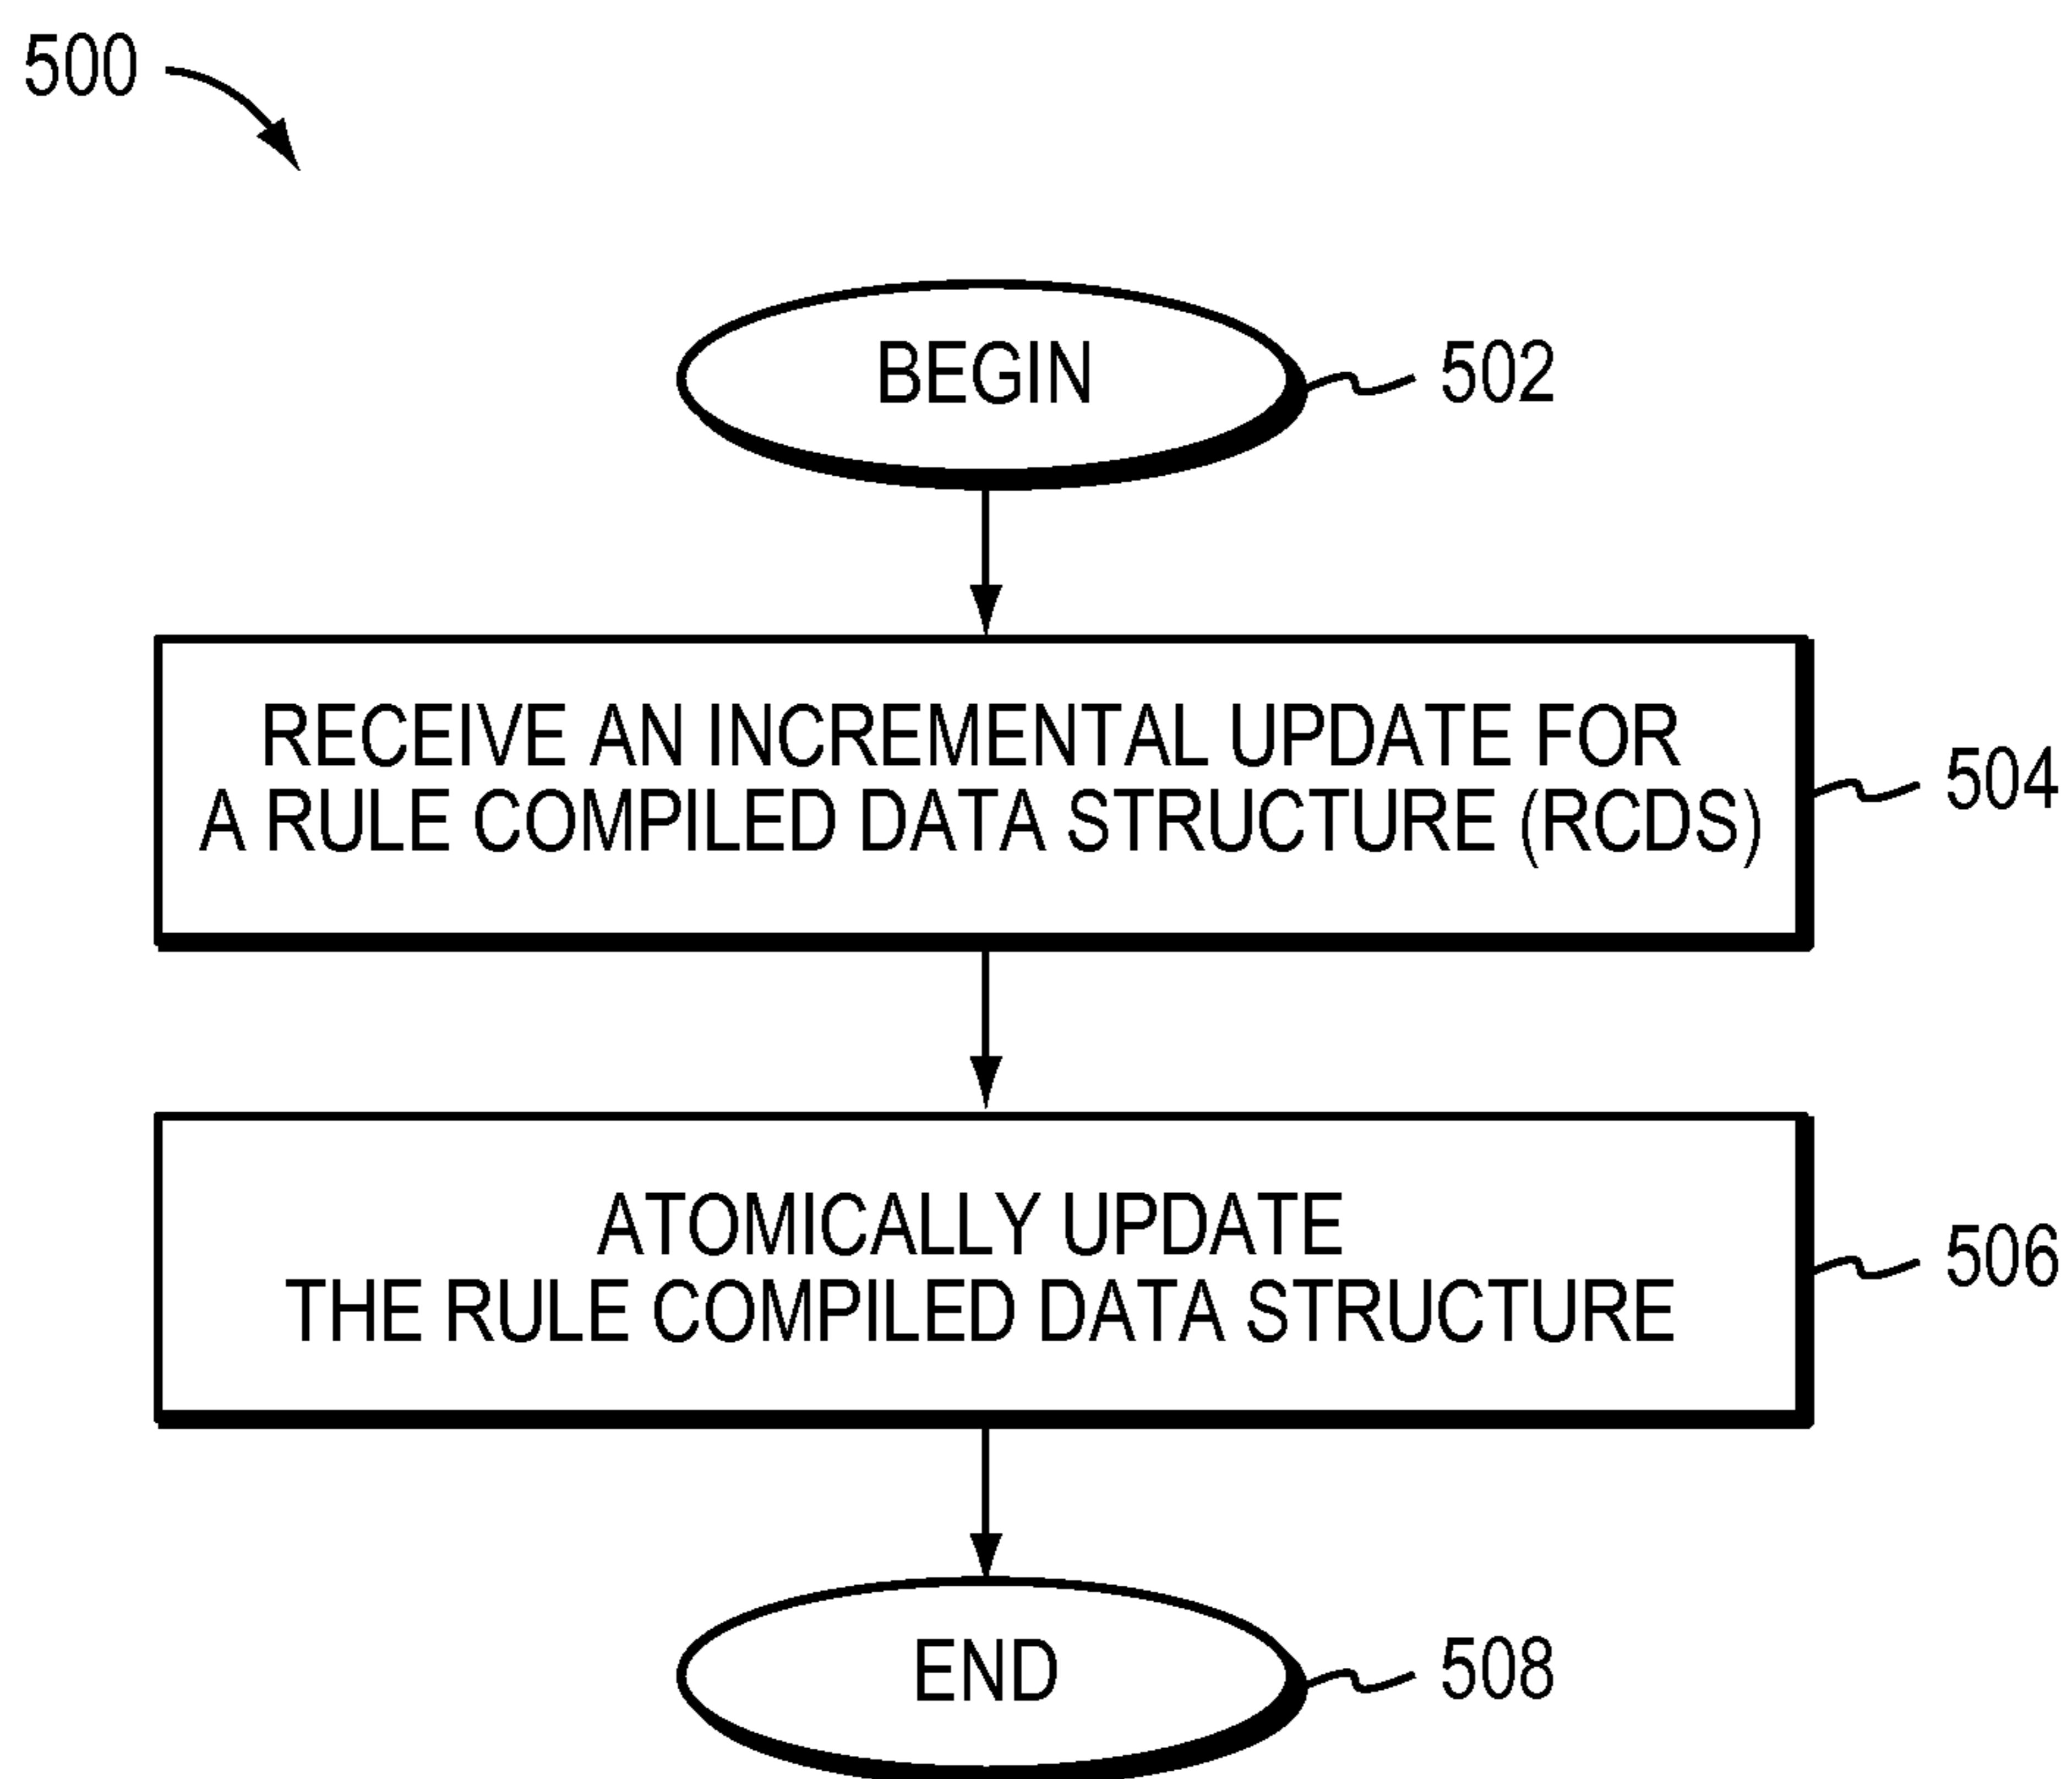 500
BEGIN
502
RECEIVE AN INCREMENTAL UPDATE FOR
A RULE COMPILED DATA STRUCTURE (RCDS)
504
ATOMICALLY UPDATE
THE RULE COMPILED DATA STRUCTURE
506
END
508